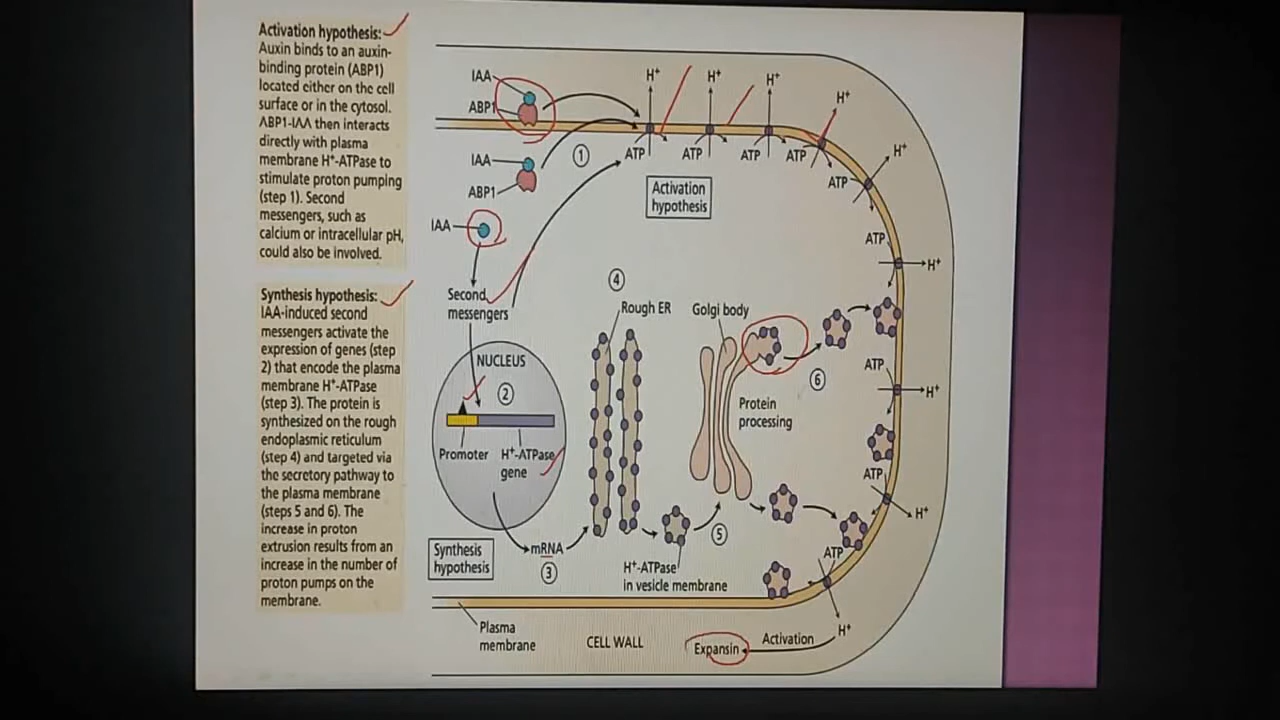 Activation hypothesis:
Auxin binds to an auxin-
binding protein (ABP1)
located either on the cell
surface or in the cytosol.
ABP1-IAA then interacts
directly with plasma
membrane H⁺-ATPase to
stimulate proton pumping
(step 1). Second
messengers, such as
calcium or intracellular pH,
could also be involved.
Synthesis hypothesis:
IAA-induced second
messengers activate the
expression of genes (step
2) that encode the plasma
membrane H⁺-ATPase
(step 3). The protein is
synthesized on the rough
endoplasmic reticulum
(step 4) and targeted via
the secretory pathway to
the plasma membrane
(steps 5 and 6). The
increase in proton
extrusion results from an
increase in the number of
proton pumps on the
membrane.
IAA
ABP1
IAA
ABP1
IAA
1
H⁺
H⁺
H⁺
H⁺
H⁺
H⁺
H⁺
H⁺
H⁺
ATP
ATP
ATP
ATP
ATP
ATP
ATP
ATP
ATP
Activation
hypothesis
Second
messengers
4
Rough ER
Golgi body
NUCLEUS
2
Promoter
H⁺-ATPase
gene
6
Protein
processing
5
Synthesis
hypothesis
mRNA
3
H⁺-ATPase
in vesicle membrane
Plasma
membrane
CELL WALL
Expansin
Activation